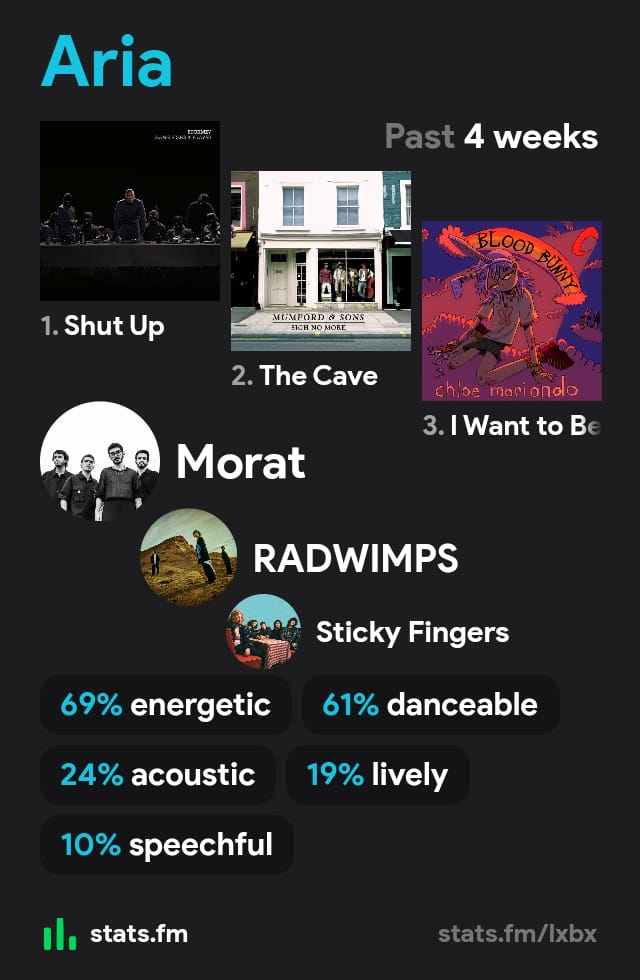 Aria
Past 4 weeks
1. Shut Up
MUMFORD & SONS
SIGH NO MORE
2. The Cave
BLOOD BUNNY
chloe moriondo
3. I Want to Be
Morat
RADWIMPS
Sticky Fingers
69% energetic
61% danceable
24% acoustic
19% lively
10% speechful
stats.fm
stats.fm/lxbx